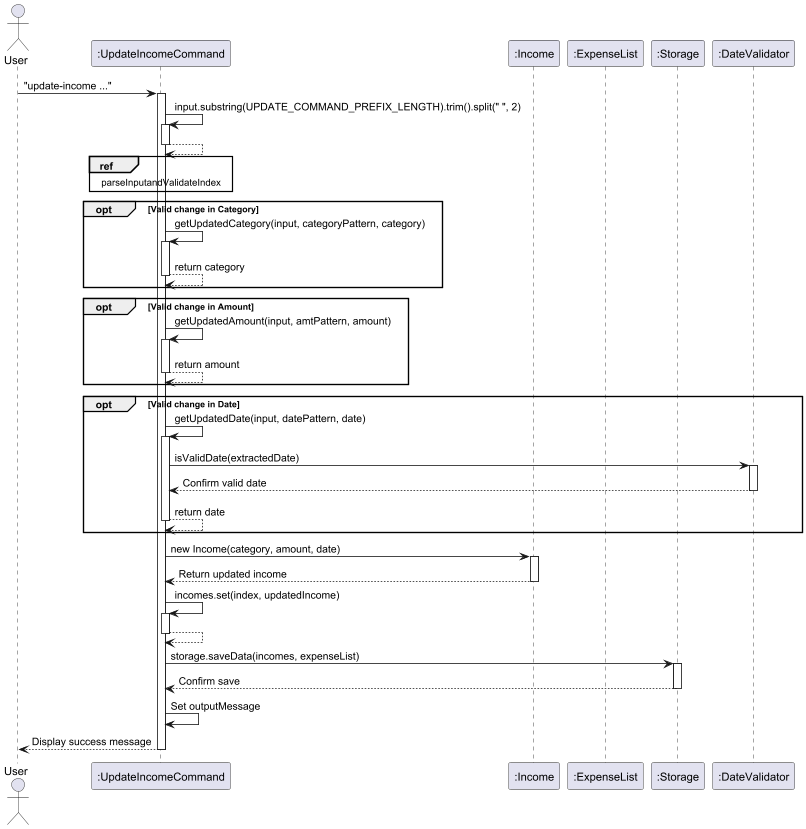 User
:UpdateIncomeCommand
:Income
:ExpenseList
:Storage
:DateValidator
"update-income ..."
input.substring(UPDATE_COMMAND_PREFIX_LENGTH).trim().split(" ", 2)
ref
parseInputandValidateIndex
opt
[Valid change in Category]
getUpdatedCategory(input, categoryPattern, category)
return category
opt
[Valid change in Amount]
getUpdatedAmount(input, amtPattern, amount)
return amount
opt
[Valid change in Date]
getUpdatedDate(input, datePattern, date)
isValidDate(extractedDate)
Confirm valid date
return date
new Income(category, amount, date)
Return updated income
incomes.set(index, updatedIncome)
storage.saveData(incomes, expenseList)
Confirm save
Set outputMessage
Display success message
User
:UpdateIncomeCommand
:Income
:ExpenseList
:Storage
:DateValidator